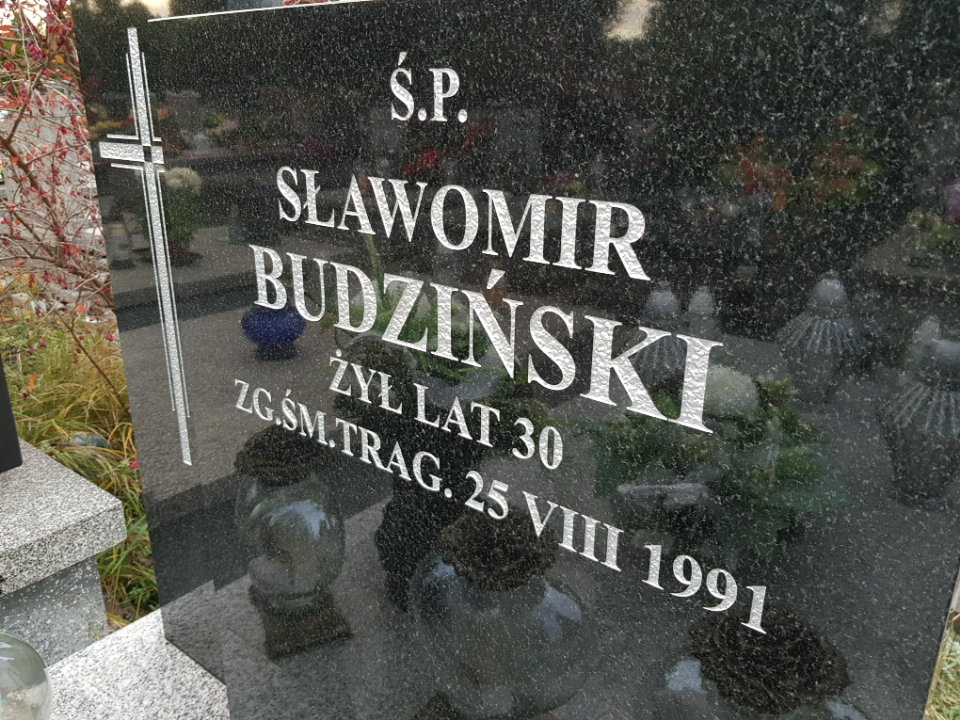 Ś.P.
SŁAWOMIR
BUDZIŃSKI
ŻYŁ LAT 30
ZG.ŚM.TRAG. 25 VIII 1991